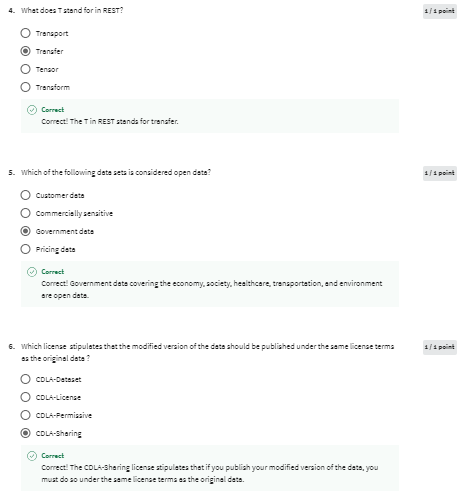 4. What does T stand for in REST? 1 / 1 point
Transport
Transfer
Tensor
Transform
Correct
Correct! The T in REST stands for transfer.
5. Which of the following data sets is considered open data? 1 / 1 point
Customer data
Commercially sensitive
Government data
Pricing data
Correct
Correct! Government data covering the economy, society, healthcare, transportation, and environment
are open data.
6. Which license stipulates that the modified version of the data should be published under the same license terms 1 / 1 point
as the original data ?
CDLA-Dataset
CDLA-License
CDLA-Permissive
CDLA-Sharing
Correct
Correct! The CDLA-Sharing license stipulates that if you publish your modified version of the data, you
must do so under the same license terms as the original data.